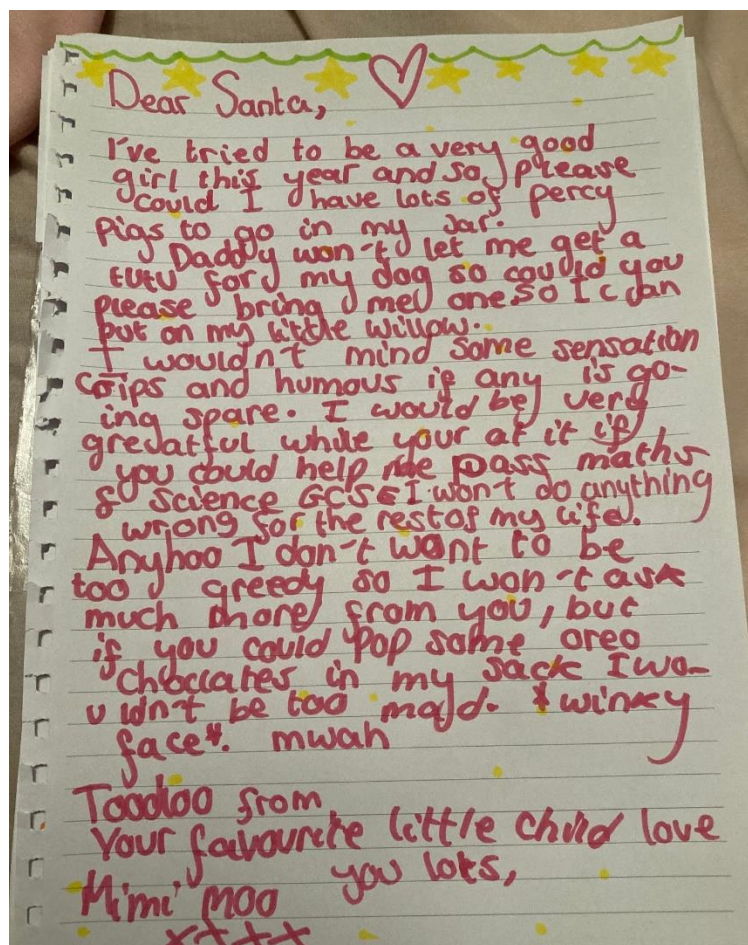 Dear Santa,
I've tried to be a very good
girl this year and so, please
could I have lots of percy
pigs to go in my jar.
Daddy won't let me get a
tutu for my dog so could you
please bring me one so I can
put on my little willow.
I wouldn't mind some sensation
crips and humous if any is go-
ing spare. I would be very
gredatful while your at it if
you could help me pass maths
& science GCSE I won't do anything
wrong for the rest of my life.
Anyhoo I don't want to be
too greedy so I won't ask
much more from you, but
if you could pop some oreo
choccates in my sack I wo-
uldn't be too mad. *winky
face*. mwah
Toodloo from
Your favourite little child love
you lots,
Mimi Moo
xxxx